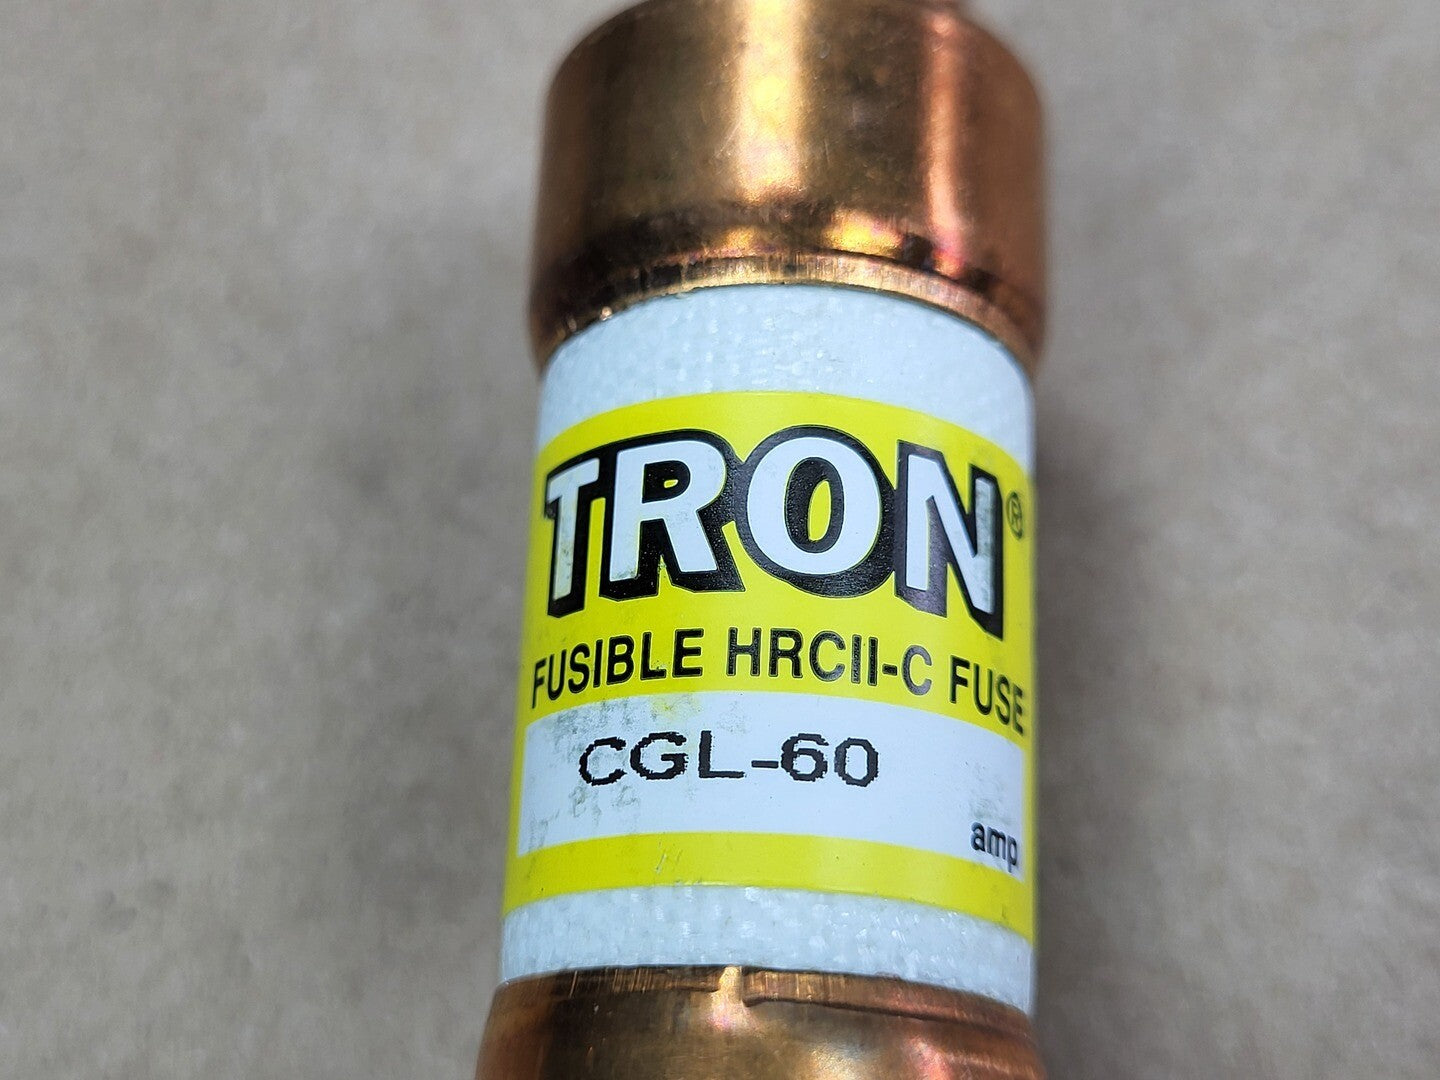 TRON®
FUSIBLE HRCII-C FUSE
CGL-60
amp